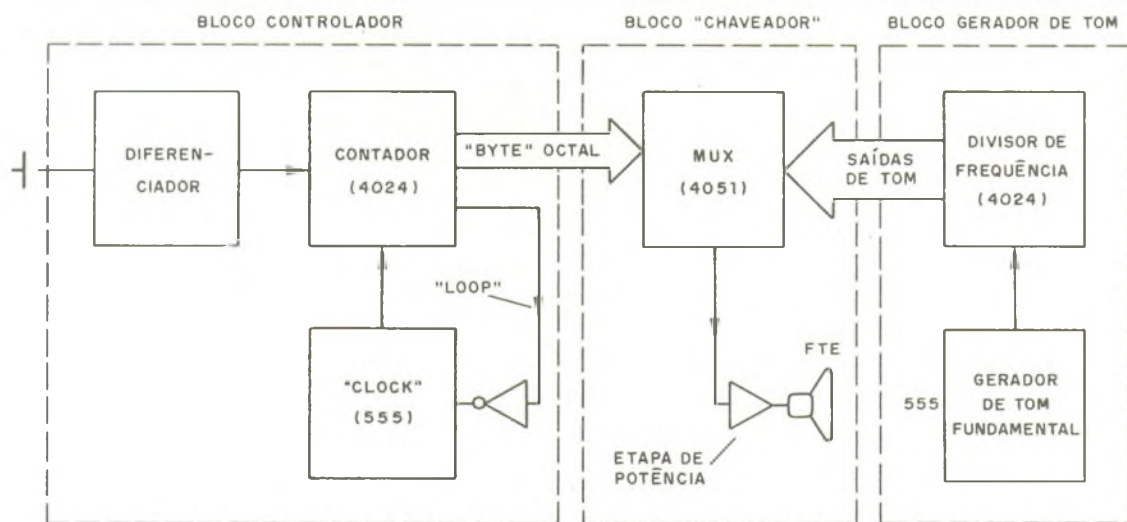 BLOCO CONTROLADOR
DIFEREN-
CIADOR
CONTADOR
(4024)
"BYTE" OCTAL
"LOOP"
"CLOCK"
(555)
BLOCO "CHAVEADOR"
MUX
(4051)
FTE
ETAPA DE
POTÊNCIA
BLOCO GERADOR DE TOM
SAÍDAS
DE TOM
DIVISOR DE
FREQUÊNCIA
(4024)
555
GERADOR
DE TOM
FUNDAMENTAL